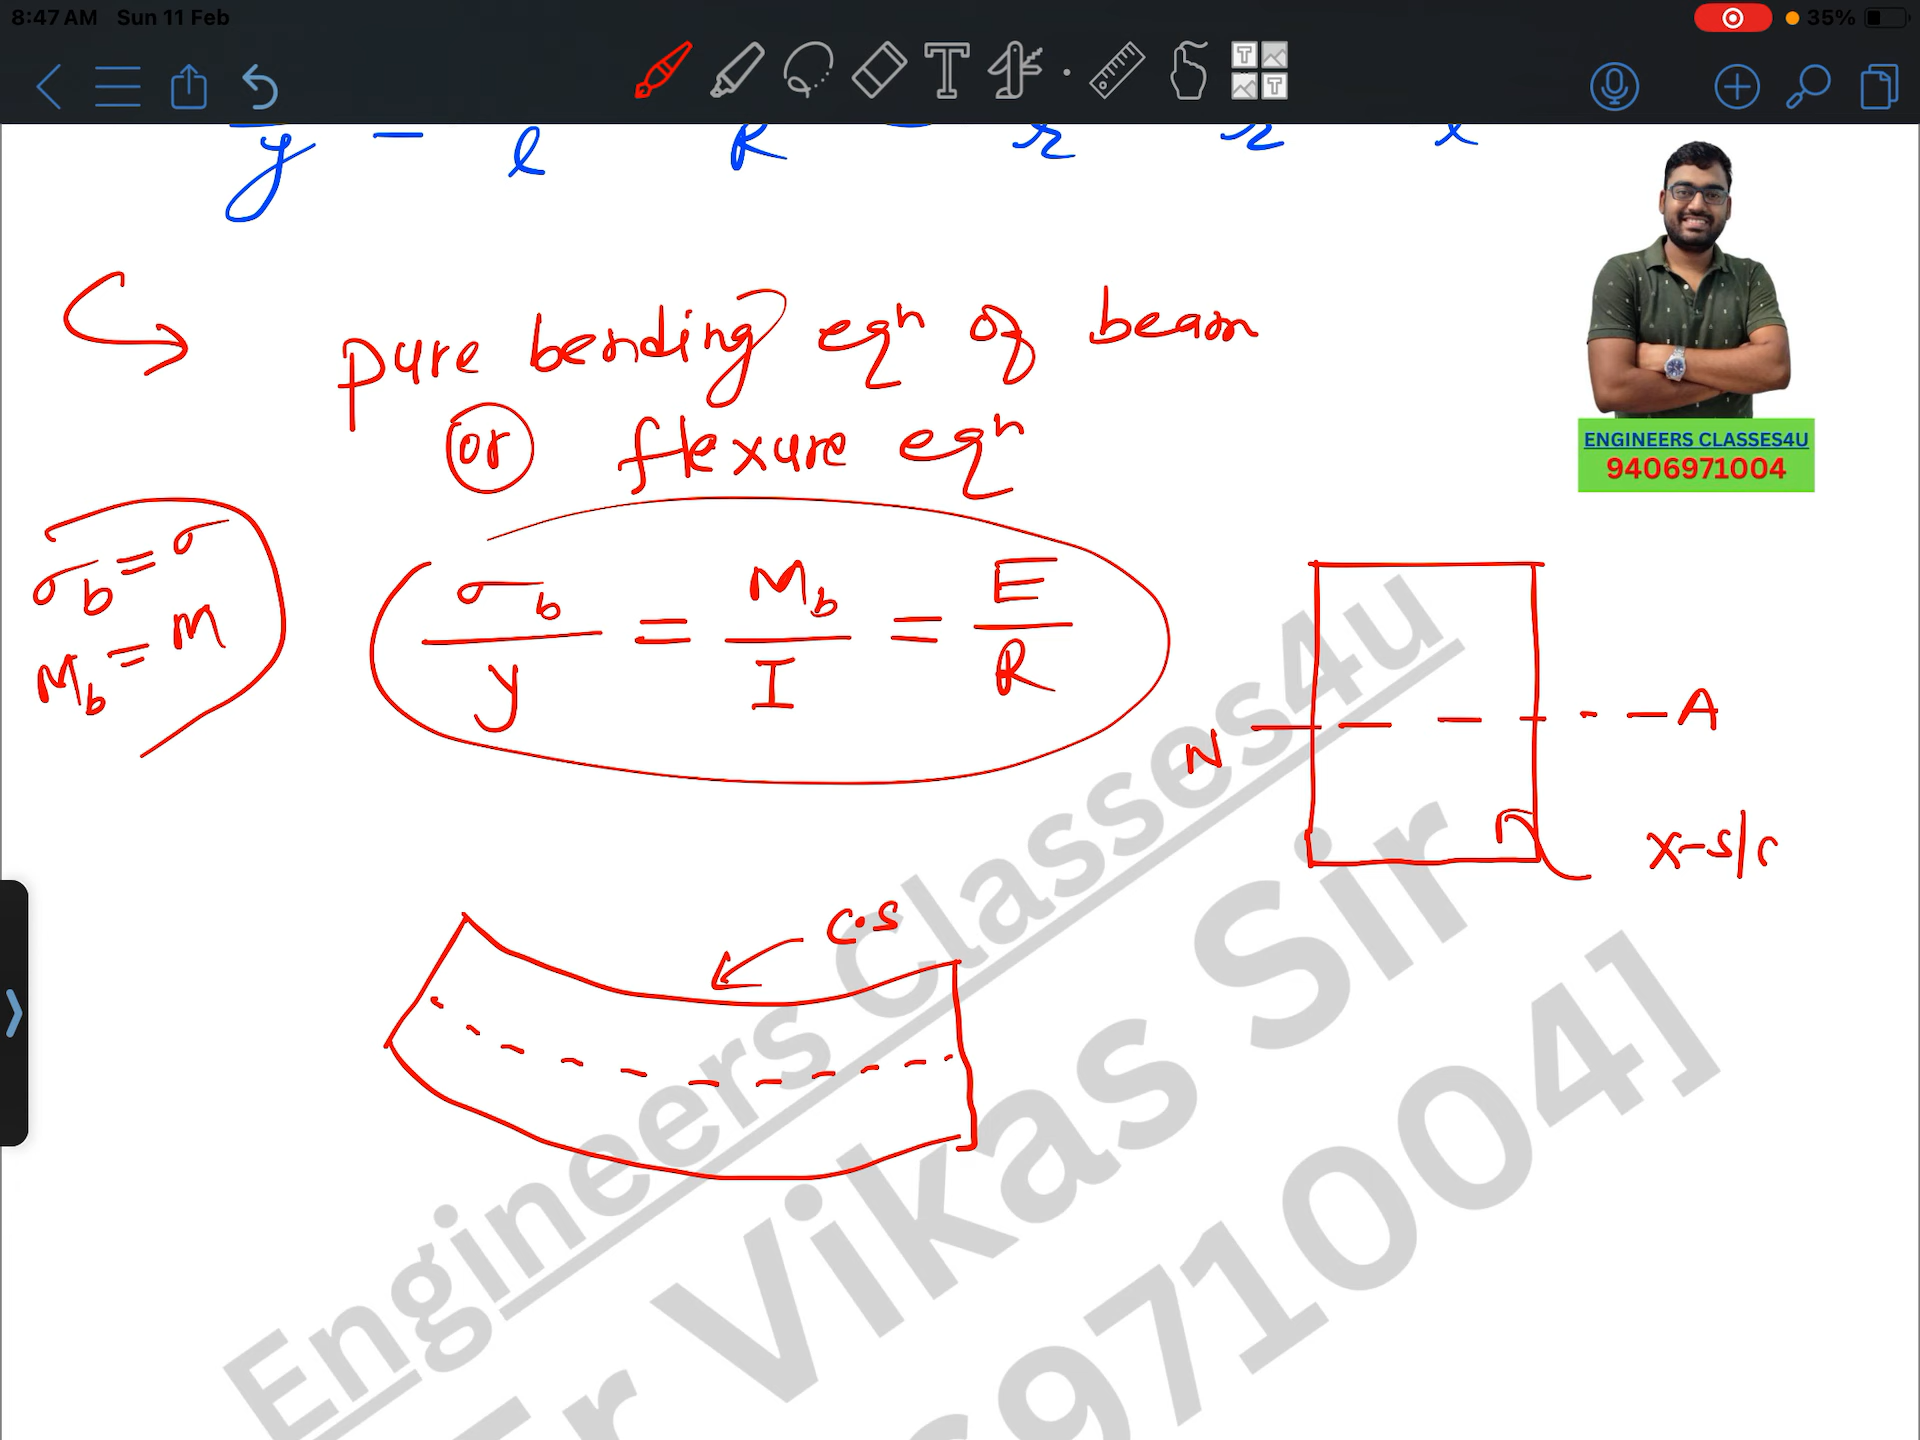 8:47 AM Sun 11 Feb
35%
y = l R r r l
pure bending eqn of beam
or flexure eqn
ENGINEERS CLASSES4U
9406971004
σb = σ
Mb = M
σb/y = Mb/I = E/R
N A
x-s/c
C.S
Engineers Classes4u
Er Vikas Sir
6971004]